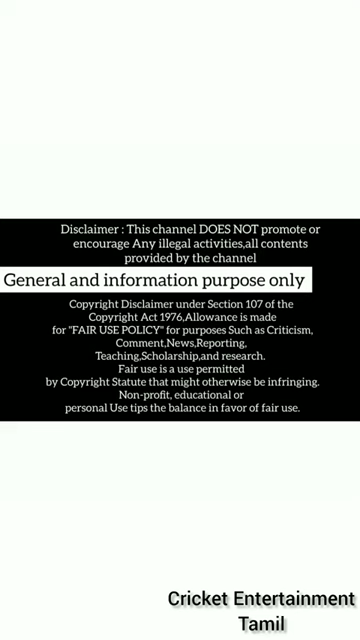 Disclaimer : This channel DOES NOT promote or
encourage Any illegal activities,all contents
provided by the channel
General and information purpose only
Copyright Disclaimer under Section 107 of the
Copyright Act 1976,Allowance is made
for "FAIR USE POLICY" for purposes Such as Criticism,
Comment,News,Reporting,
Teaching,Scholarship,and research.
Fair use is a use permitted
by Copyright Statute that might otherwise be infringing.
Non-profit, educational or
personal Use tips the balance in favor of fair use.
Cricket Entertainment
Tamil